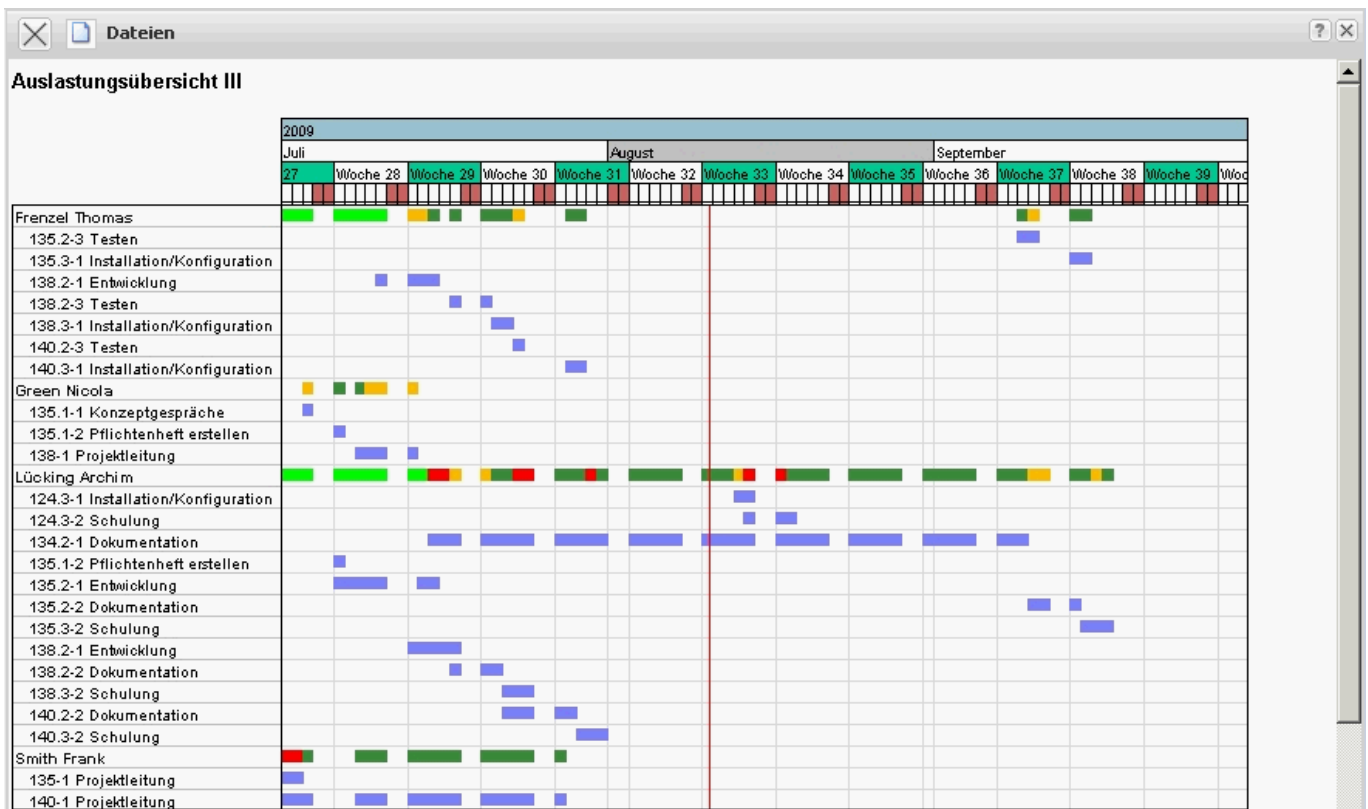 Dateien
?
Auslastungsübersicht III
2009
Juli August September
27 Woche 28 Woche 29 Woche 30 Woche 31 Woche 32 Woche 33 Woche 34 Woche 35 Woche 36 Woche 37 Woche 38 Woche 39 Woc
Frenzel Thomas
135.2-3 Testen
135.3-1 Installation/Konfiguration
138.2-1 Entwicklung
138.2-3 Testen
138.3-1 Installation/Konfiguration
140.2-3 Testen
140.3-1 Installation/Konfiguration
Green Nicola
135.1-1 Konzeptgespräche
135.1-2 Pflichtenheft erstellen
138-1 Projektleitung
Lücking Archim
124.3-1 Installation/Konfiguration
124.3-2 Schulung
134.2-1 Dokumentation
135.1-2 Pflichtenheft erstellen
135.2-1 Entwicklung
135.2-2 Dokumentation
135.3-2 Schulung
138.2-1 Entwicklung
138.2-2 Dokumentation
138.3-2 Schulung
140.2-2 Dokumentation
140.3-2 Schulung
Smith Frank
135-1 Projektleitung
140-1 Projektleitung